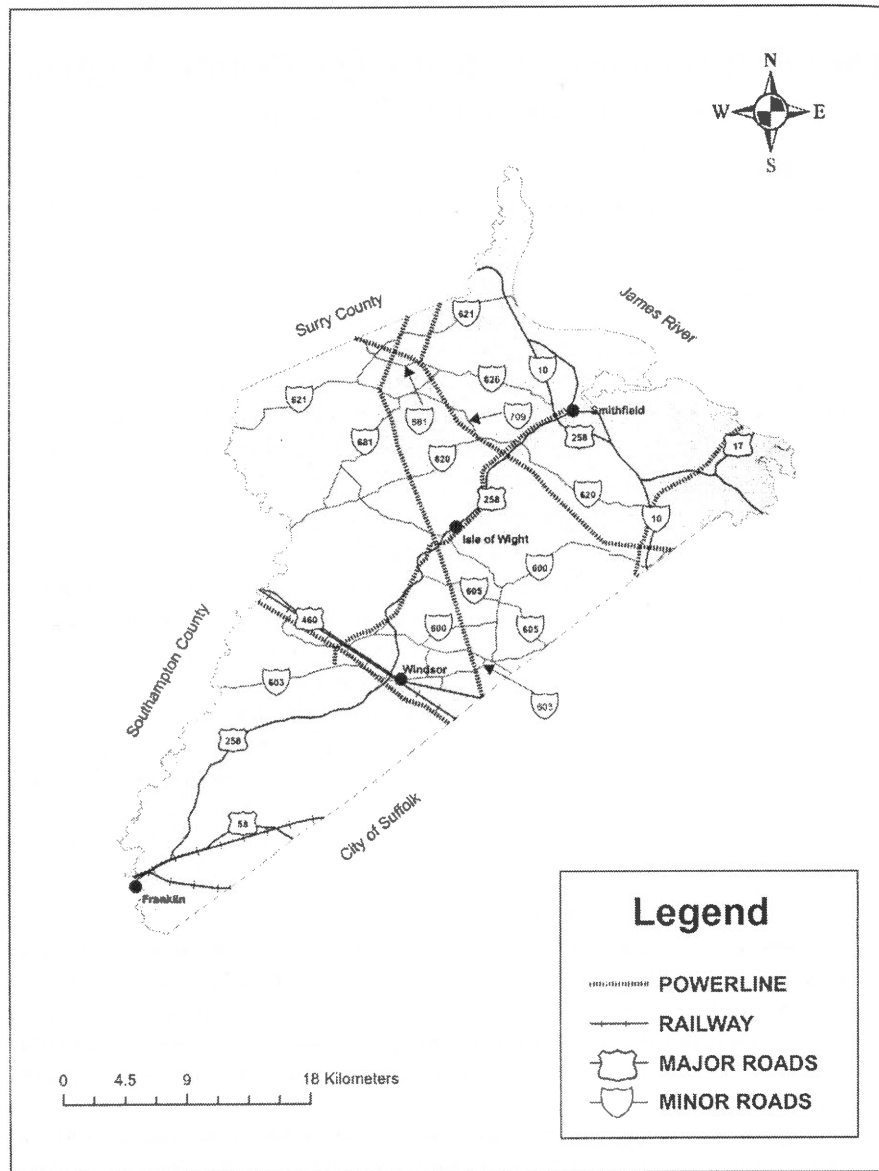 N
W E
S
Surry County
James River
621
10
626
621
581
709
Smithfield
681
258
17
620
258
620
10
Isle of Wight
600
605
460
600
605
Southampton County
Windsor
603
603
258
City of Suffolk
58
Franklin
Legend
POWERLINE
RAILWAY
MAJOR ROADS
MINOR ROADS
0 4.5 9 18 Kilometers